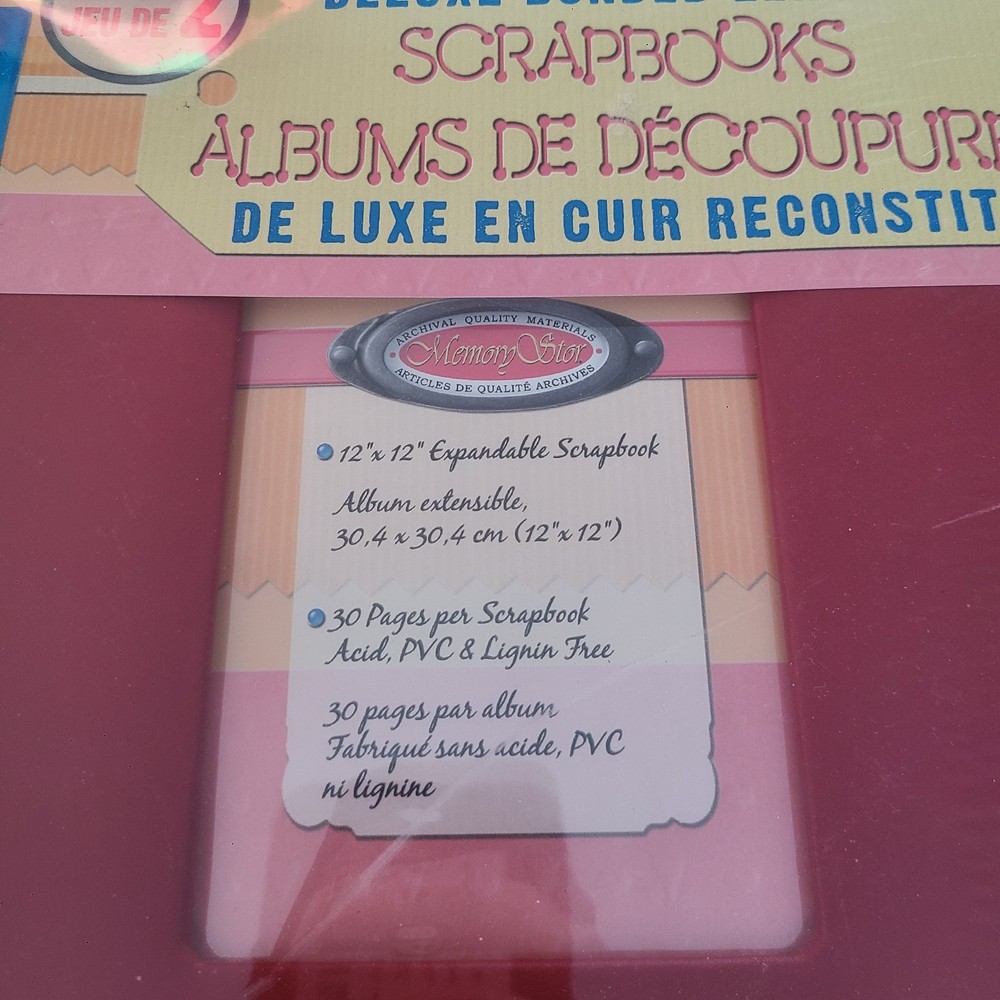 JEU DE 2
SCRAPBOOKS
ALBUMS DE DÉCOUPURE
DE LUXE EN CUIR RECONSTIT
ARCHIVAL QUALITY MATERIALS
MemoryStor
ARTICLES DE QUALITÉ ARCHIVES
12"x 12" Expandable Scrapbook
Album extensible,
30,4 x 30,4 cm (12"x 12")
30 Pages per Scrapbook
Acid, PVC & Lignin Free
30 pages par album
Fabriqué sans acide, PVC
ni lignine